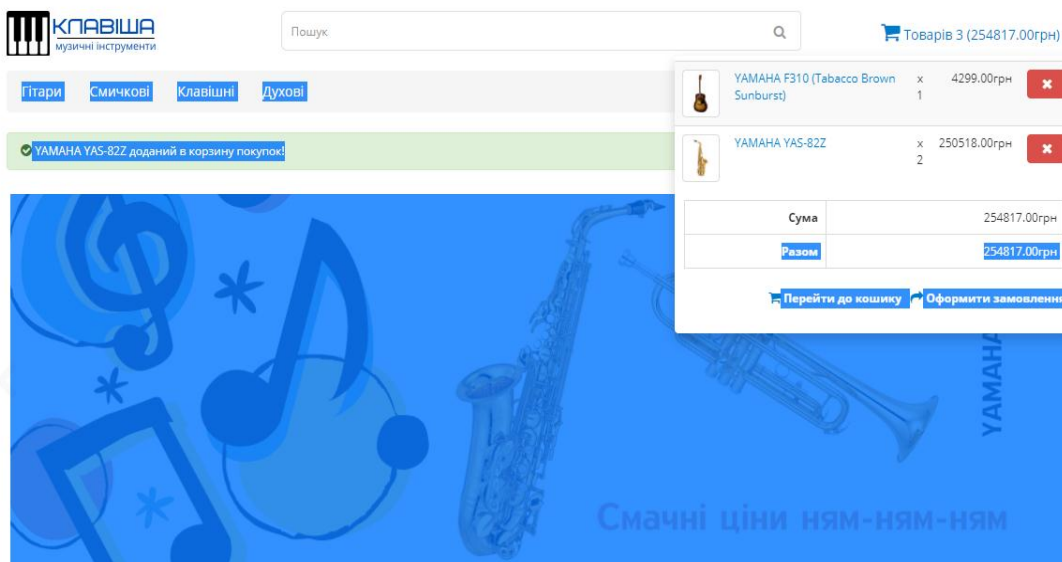 КЛАВІША
музичні інструменти
Пошук
Товарів 3 (254817.00грн)
Гітари Смичкові Клавішні Духові
YAMAHA YAS-82Z доданий в корзину покупок!
YAMAHA F310 (Tabacco Brown Sunburst) x 1 4299.00грн
YAMAHA YAS-82Z x 2 250518.00грн
Сума 254817.00грн
Разом 254817.00грн
Перейти до кошику Оформити замовлення
YAMAHA
Смачні ціни ням-ням-ням